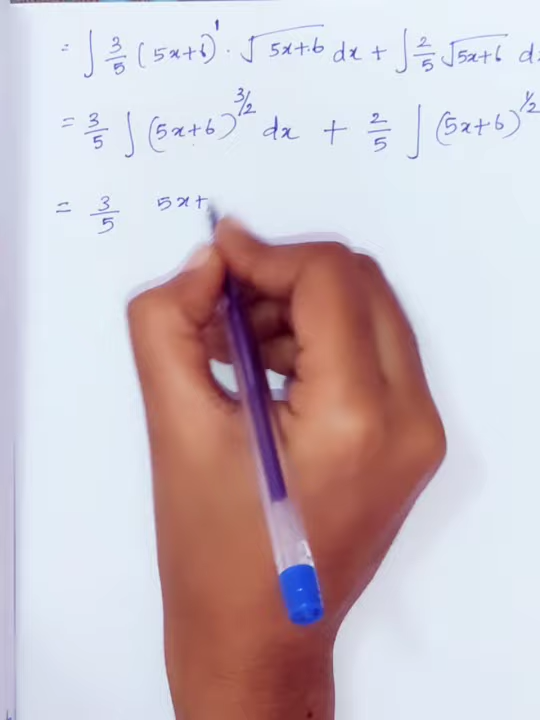 = ∫ 3/5 (5x+6)¹ · √5x+6 dx + ∫ 2/5 √5x+6 d
= 3/5 ∫ (5x+6)^3/2 dx + 2/5 ∫ (5x+6)^1/2
= 3/5 5x+